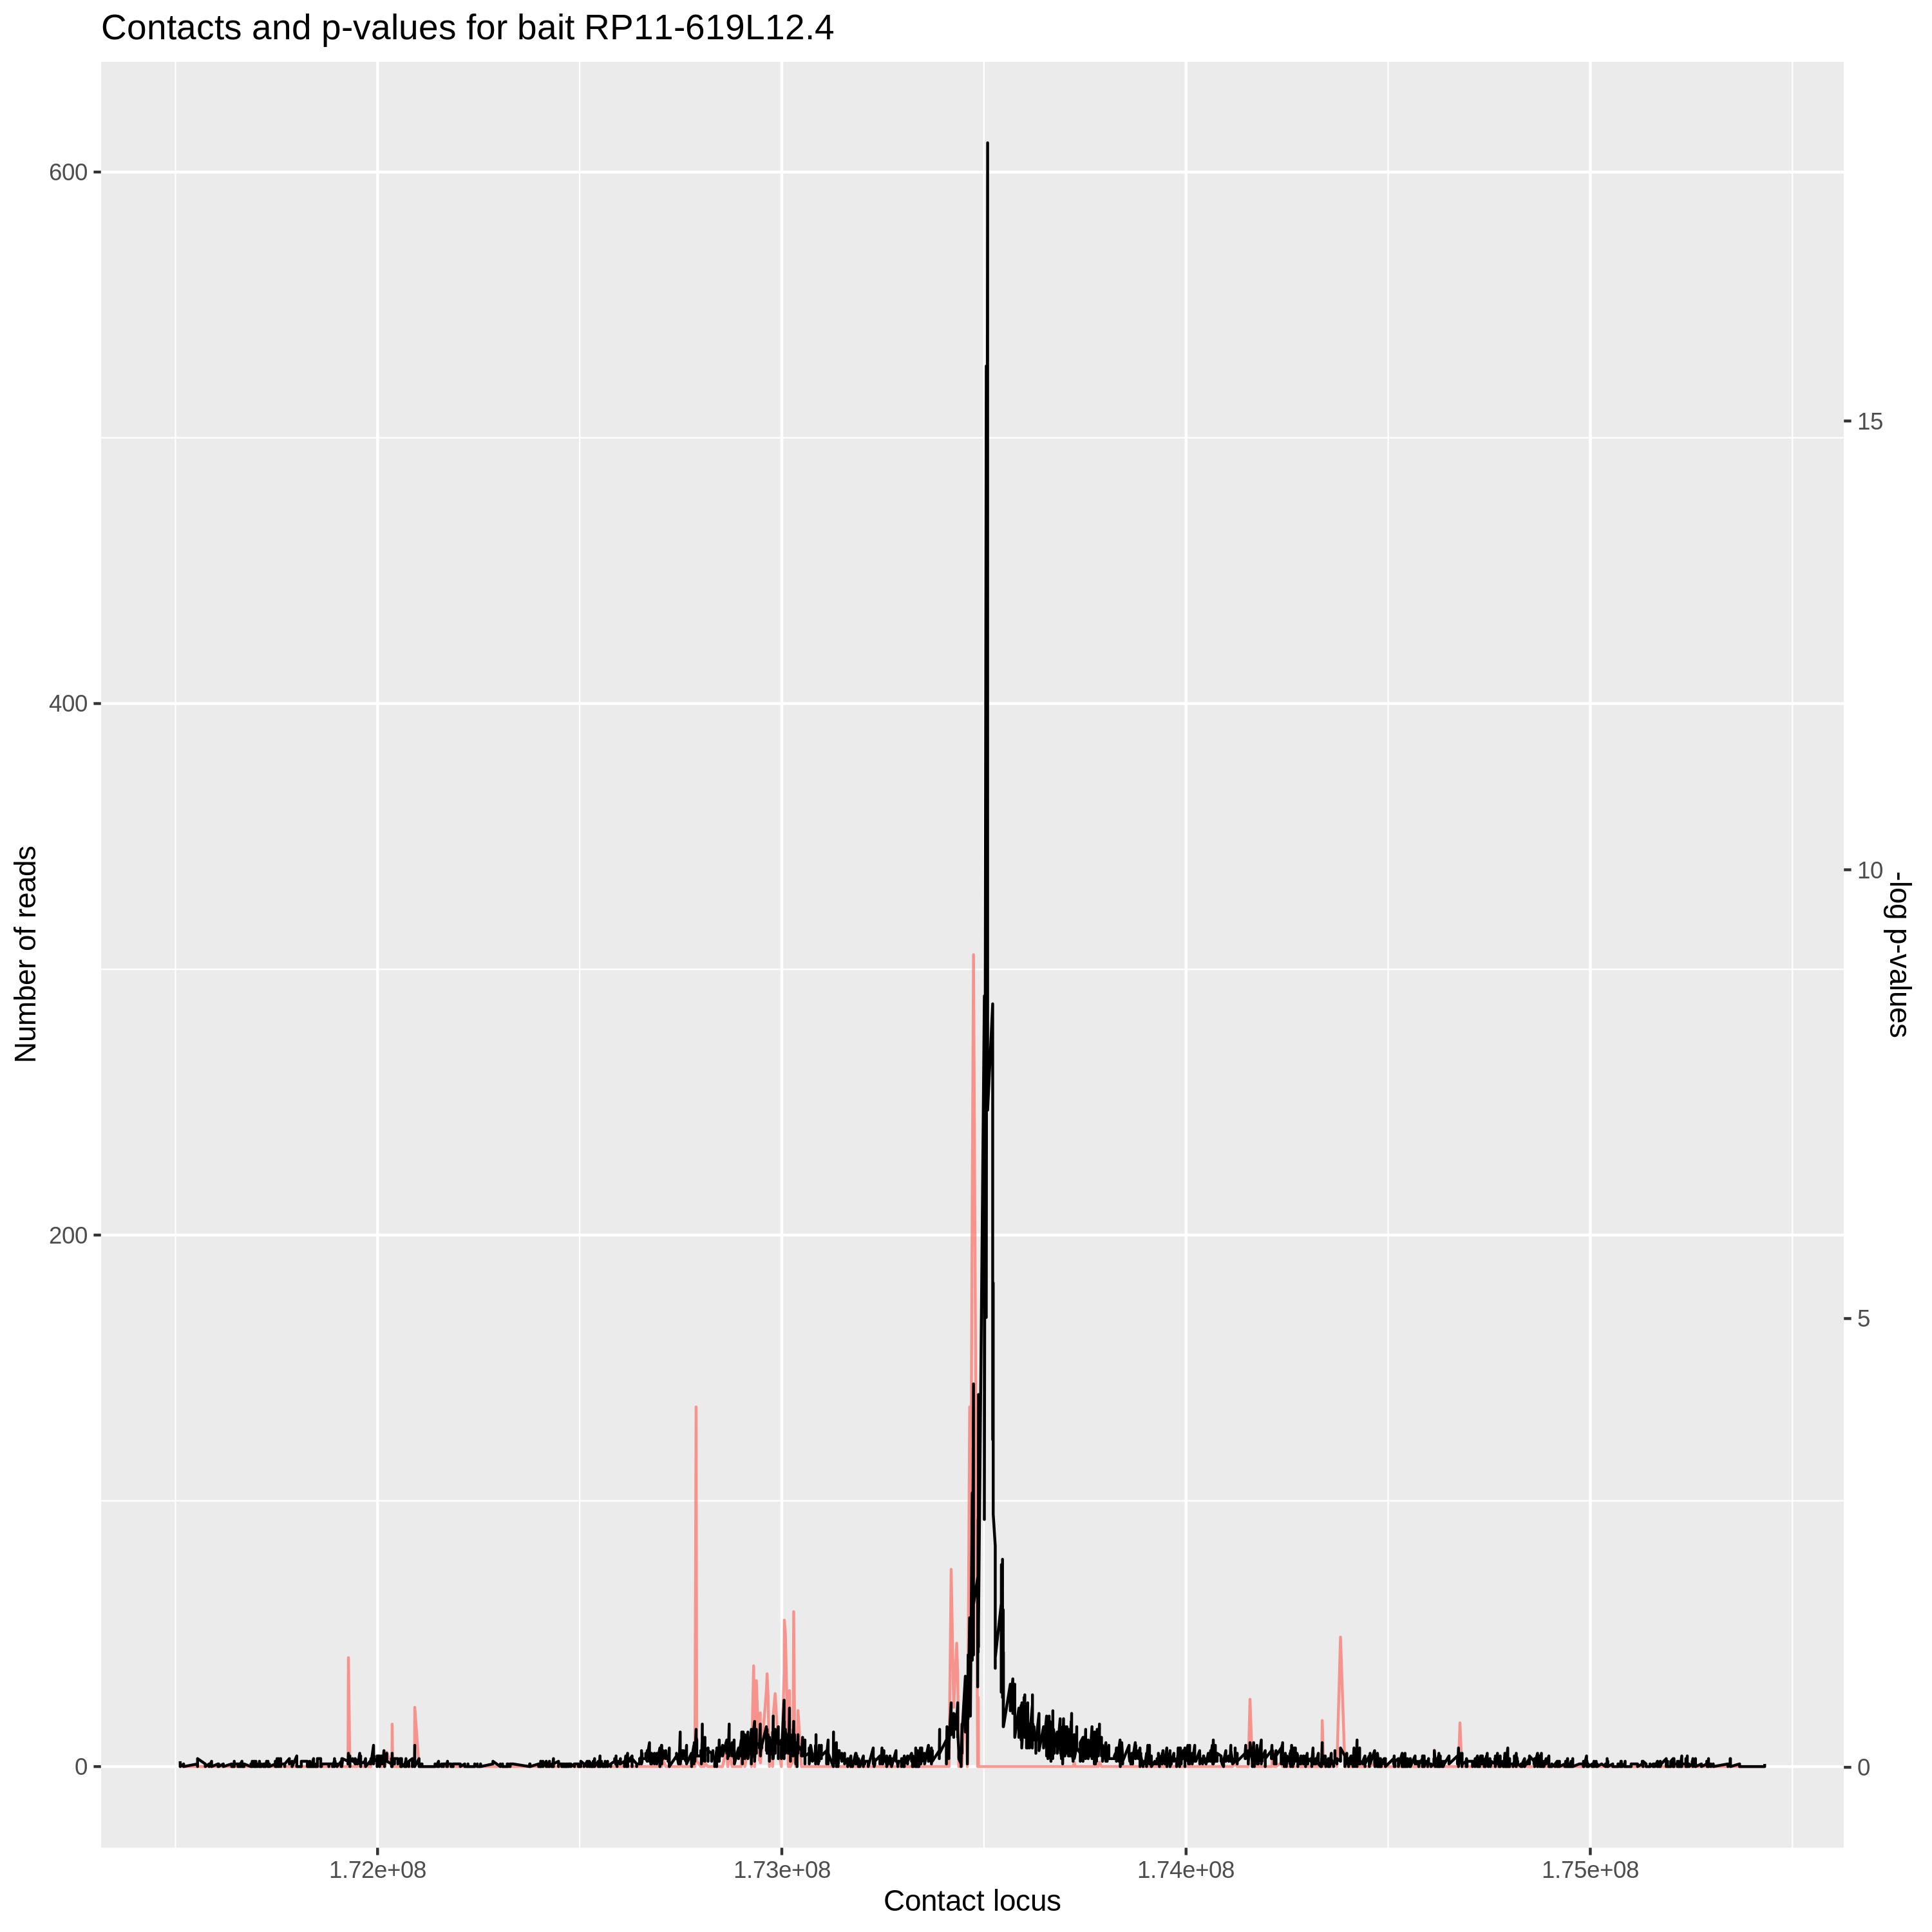 Contacts and p-values for bait RP11-619L12.4
600
400
200
0
15
10
5
0
Number of reads
-log p-values
1.72e+08
1.73e+08
1.74e+08
1.75e+08
Contact locus